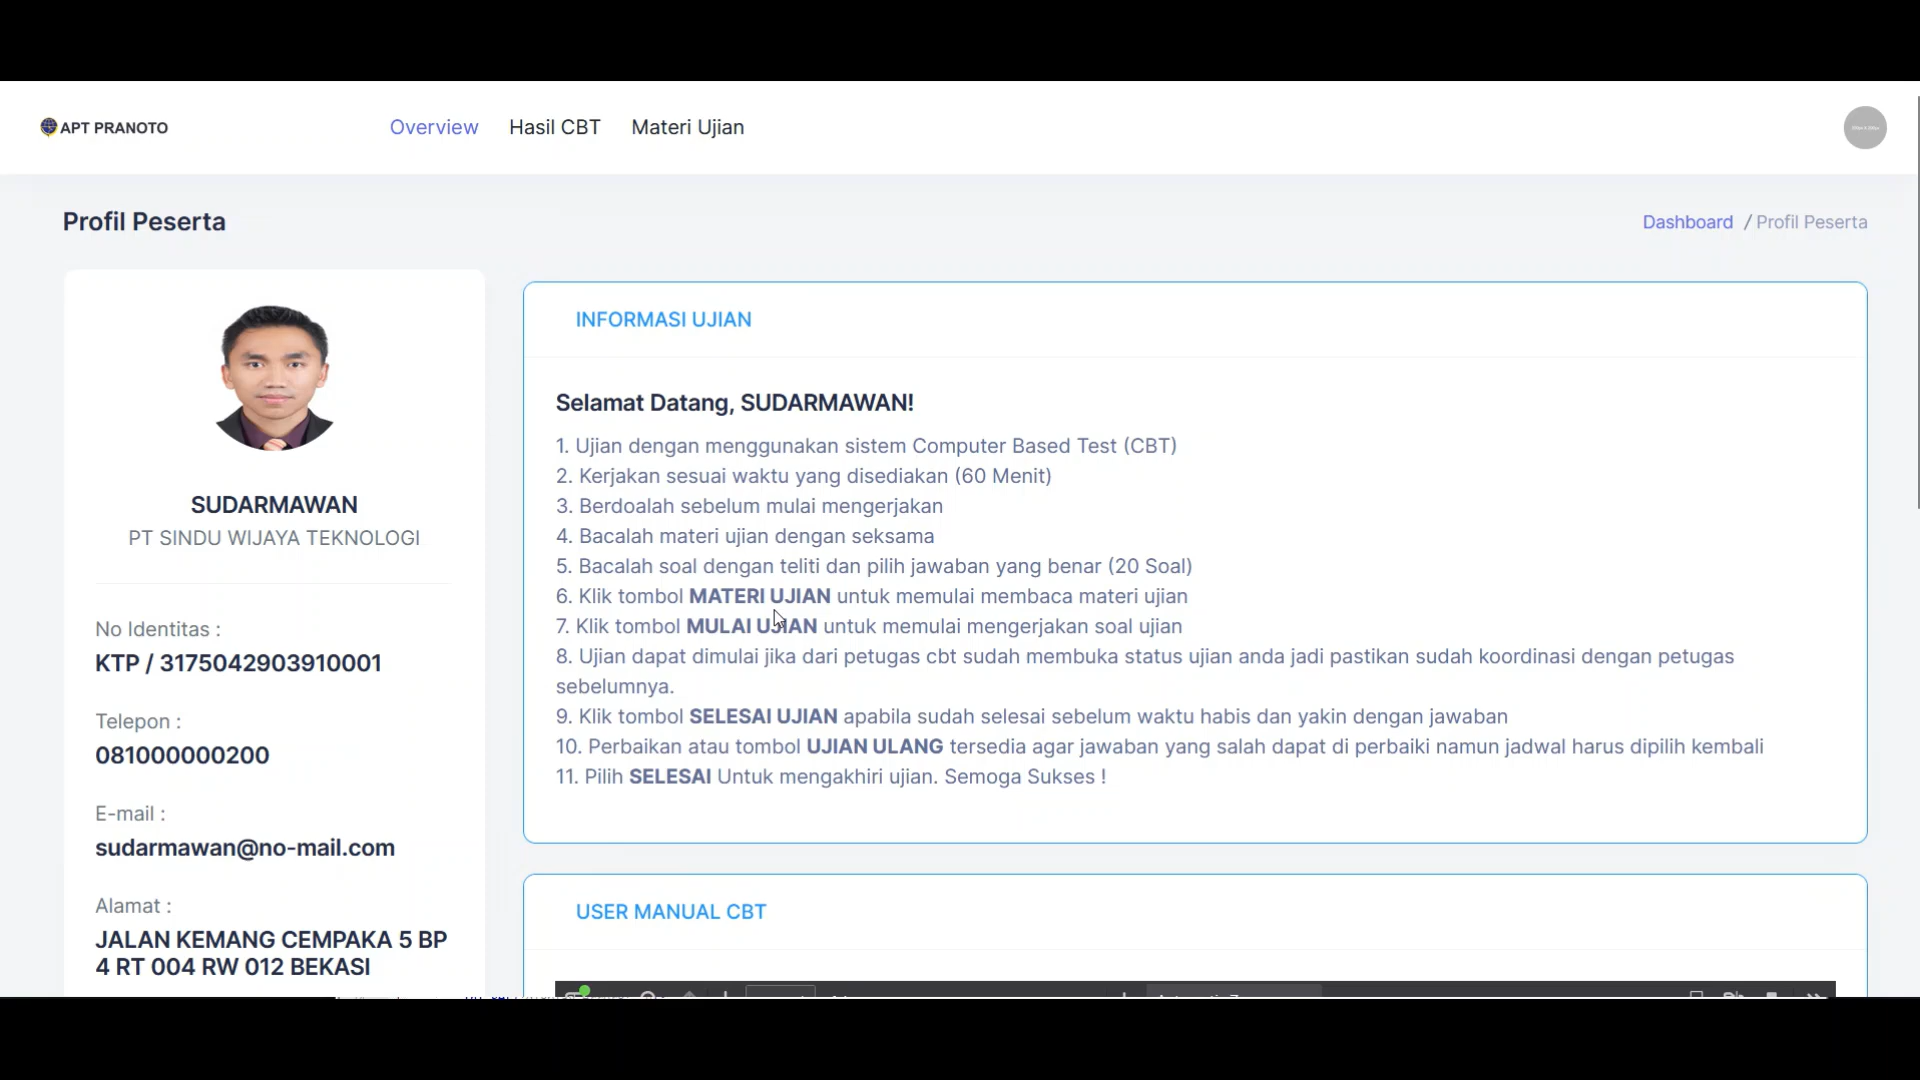 APT PRANOTO
Overview
Hasil CBT
Materi Ujian
Profil Peserta
Dashboard / Profil Peserta
SUDARMAWAN
PT SINDU WIJAYA TEKNOLOGI
No Identitas :
KTP / 3175042903910001
Telepon :
081000000200
E-mail :
sudarmawan@no-mail.com
Alamat :
JALAN KEMANG CEMPAKA 5 BP
4 RT 004 RW 012 BEKASI
INFORMASI UJIAN
Selamat Datang, SUDARMAWAN!
1. Ujian dengan menggunakan sistem Computer Based Test (CBT)
2. Kerjakan sesuai waktu yang disediakan (60 Menit)
3. Berdoalah sebelum mulai mengerjakan
4. Bacalah materi ujian dengan seksama
5. Bacalah soal dengan teliti dan pilih jawaban yang benar (20 Soal)
6. Klik tombol MATERI UJIAN untuk memulai membaca materi ujian
7. Klik tombol MULAI UJIAN untuk memulai mengerjakan soal ujian
8. Ujian dapat dimulai jika dari petugas cbt sudah membuka status ujian anda jadi pastikan sudah koordinasi dengan petugas
sebelumnya.
9. Klik tombol SELESAI UJIAN apabila sudah selesai sebelum waktu habis dan yakin dengan jawaban
10. Perbaikan atau tombol UJIAN ULANG tersedia agar jawaban yang salah dapat di perbaiki namun jadwal harus dipilih kembali
11. Pilih SELESAI Untuk mengakhiri ujian. Semoga Sukses !
USER MANUAL CBT